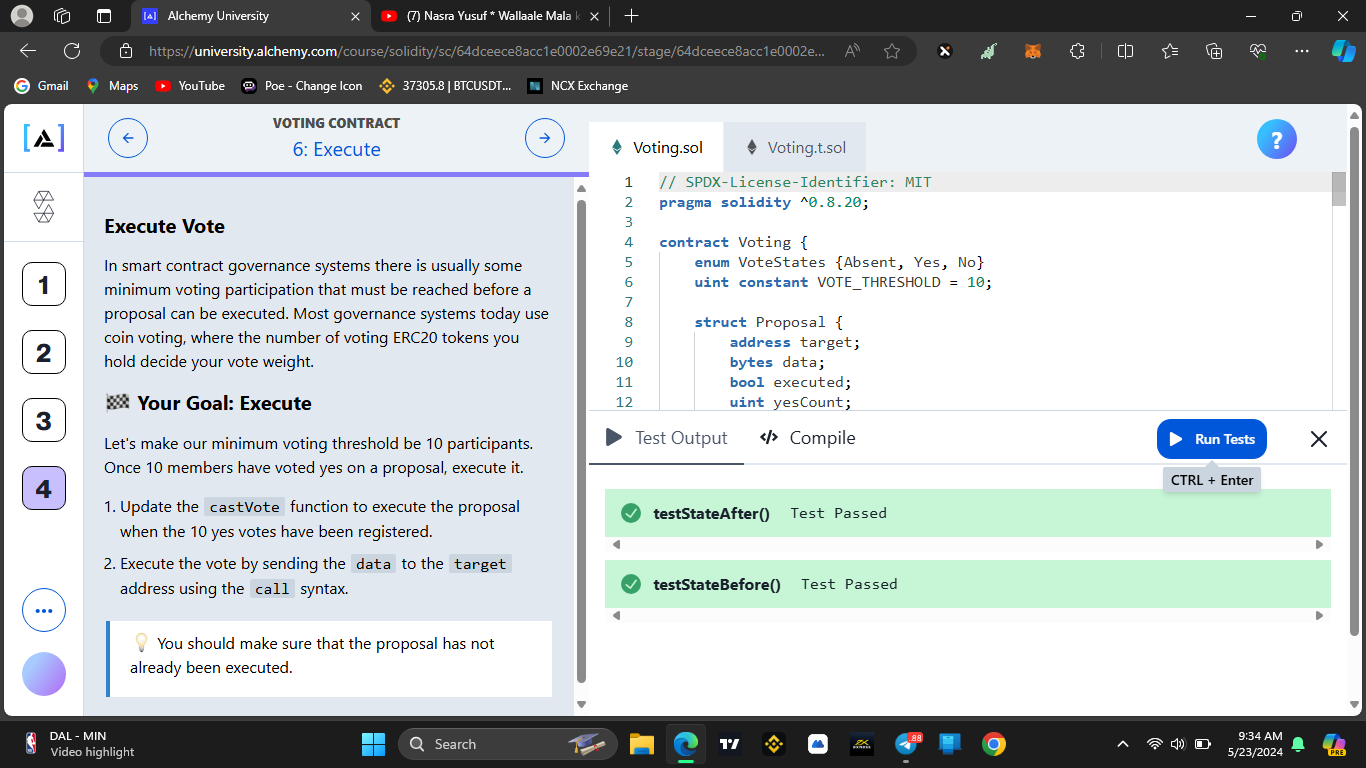 Alchemy University
(7) Nasra Yusuf * Wallaale Mala k
https://university.alchemy.com/course/solidity/sc/64dceece8acc1e0002e69e21/stage/64dceece8acc1e0002e...
Gmail
Maps
YouTube
Poe - Change Icon
37305.8 | BTCUSDT...
NCX Exchange
VOTING CONTRACT
6: Execute
1
2
3
4
Execute Vote
In smart contract governance systems there is usually some
minimum voting participation that must be reached before a
proposal can be executed. Most governance systems today use
coin voting, where the number of voting ERC20 tokens you
hold decide your vote weight.
🏁 Your Goal: Execute
Let's make our minimum voting threshold be 10 participants.
Once 10 members have voted yes on a proposal, execute it.
1. Update the castVote function to execute the proposal
when the 10 yes votes have been registered.
2. Execute the vote by sending the data to the target
address using the call syntax.
💡 You should make sure that the proposal has not
already been executed.
Voting.sol
Voting.t.sol
?
1 // SPDX-License-Identifier: MIT
2 pragma solidity ^0.8.20;
3
4 contract Voting {
5 enum VoteStates {Absent, Yes, No}
6 uint constant VOTE_THRESHOLD = 10;
7
8 struct Proposal {
9 address target;
10 bytes data;
11 bool executed;
12 uint yesCount;
Test Output
</> Compile
Run Tests
CTRL + Enter
testStateAfter() Test Passed
testStateBefore() Test Passed
DAL - MIN
Video highlight
Search
88
9:34 AM
5/23/2024
PRE